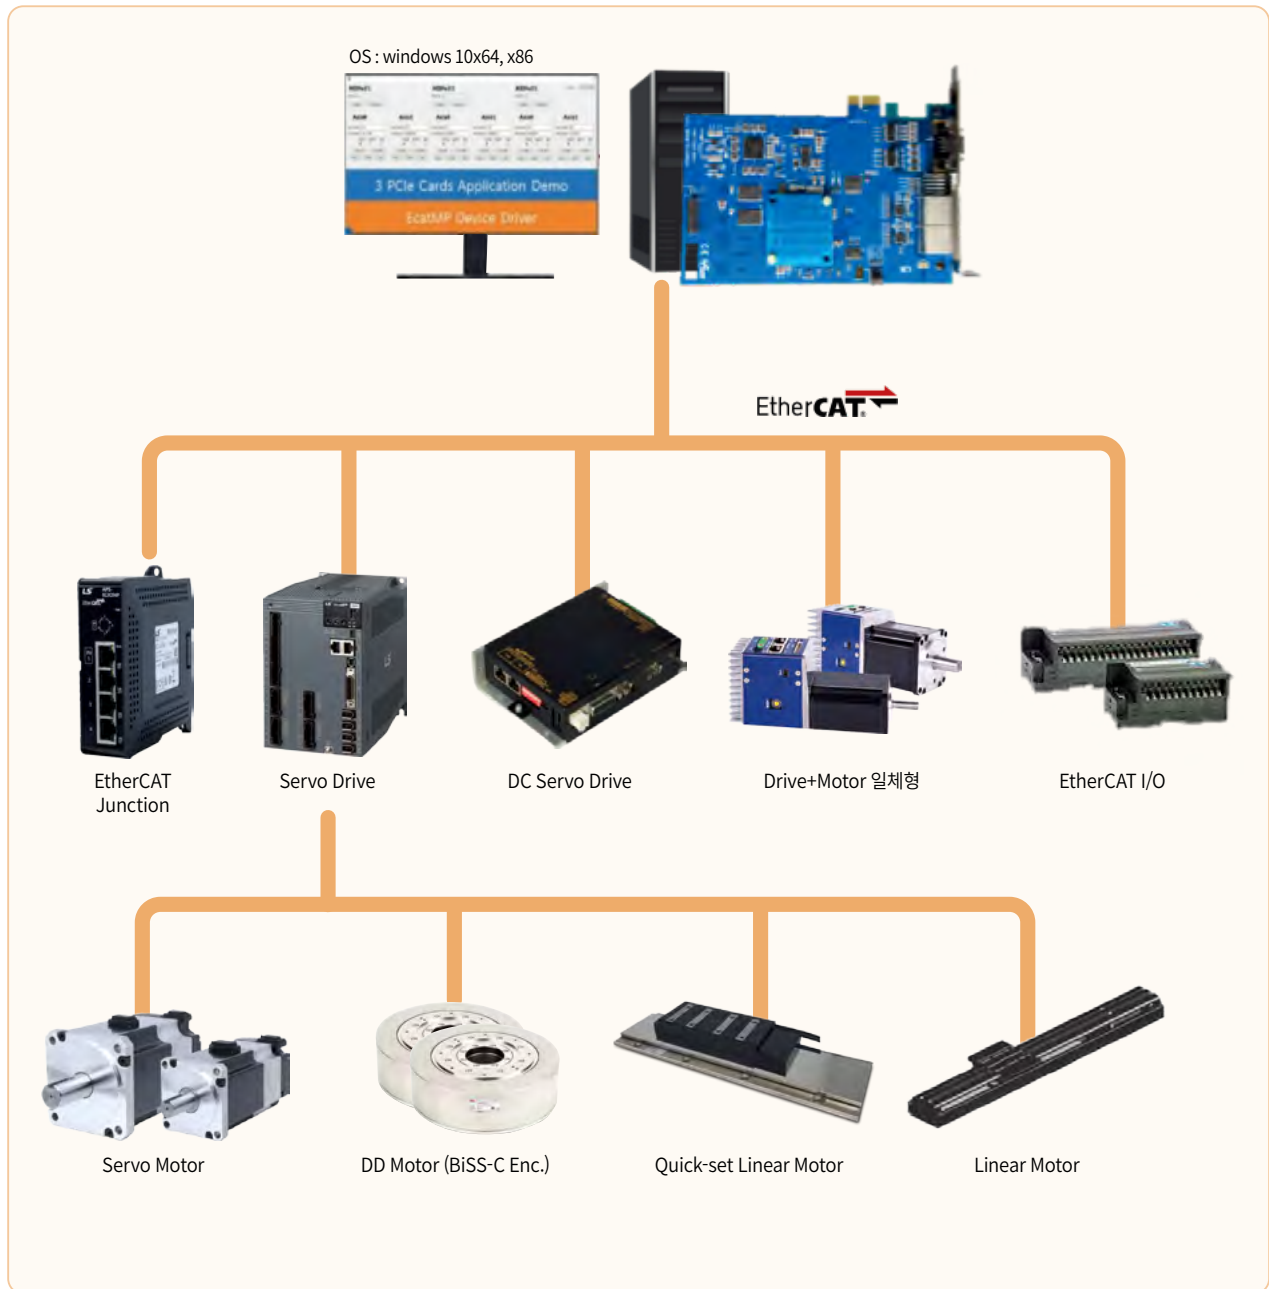 OS : windows 10x64, x86
3 PCIe Cards Application Demo
EcatMP Device Driver
EtherCAT®
LS
EtherCAT
Junction
Servo Drive
DC Servo Drive
Drive+Motor 일체형
EtherCAT I/O
Servo Motor
DD Motor (BiSS-C Enc.)
Quick-set Linear Motor
Linear Motor